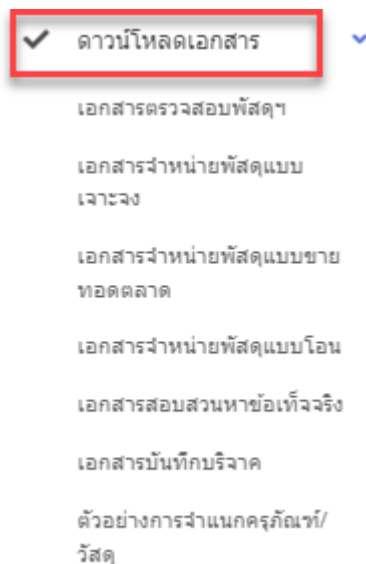 ดาวน์โหลดเอกสาร
เอกสารตรวจสอบพัสดุฯ
เอกสารจำหน่ายพัสดุแบบ
เจาะจง
เอกสารจำหน่ายพัสดุแบบขาย
ทอดตลาด
เอกสารจำหน่ายพัสดุแบบโอน
เอกสารสอบสวนหาข้อเท็จจริง
เอกสารบันทึกบริจาค
ตัวอย่างการจำแนกครุภัณฑ์/
วัสดุ